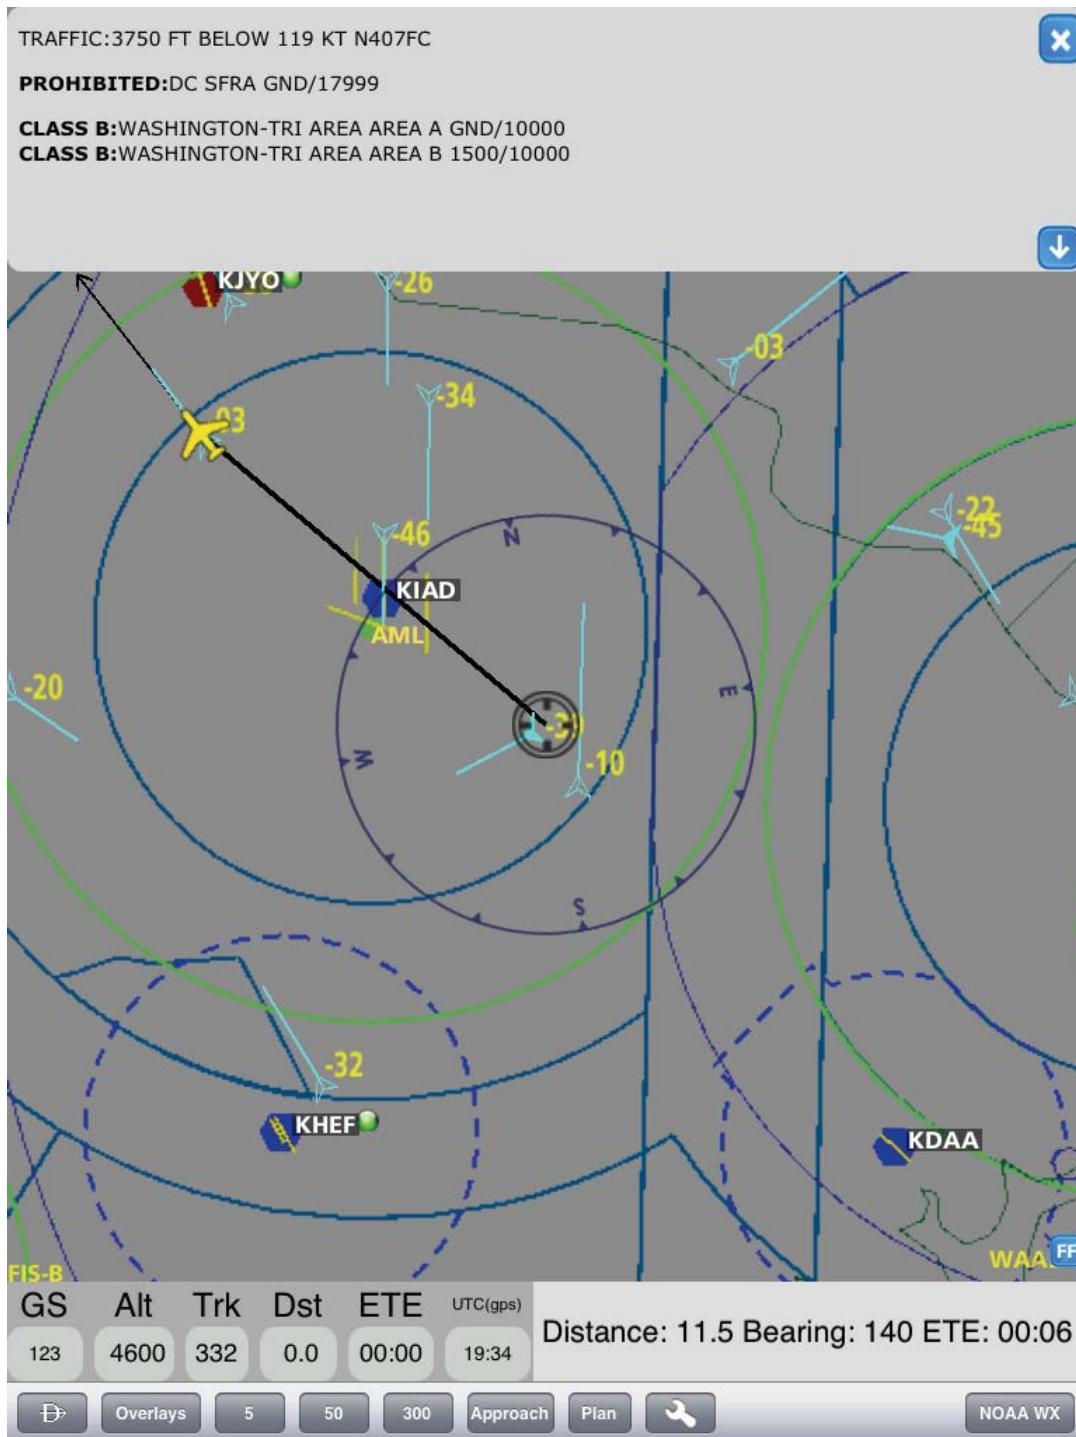 TRAFFIC:3750 FT BELOW 119 KT N407FC
PROHIBITED:DC SFRA GND/17999
CLASS B:WASHINGTON-TRI AREA AREA A GND/10000
CLASS B:WASHINGTON-TRI AREA AREA B 1500/10000
KJYO
-26
-03
-34
-03
-22
-45
-46
N
KIAD
AML
-20
E
W
-10
S
-32
KHEF
KDAA
FIS-B
WAA
FF
GS Alt Trk Dst ETE UTC(gps)
123 4600 332 0.0 00:00 19:34
Distance: 11.5 Bearing: 140 ETE: 00:06
D Overlays 5 50 300 Approach Plan NOAA WX